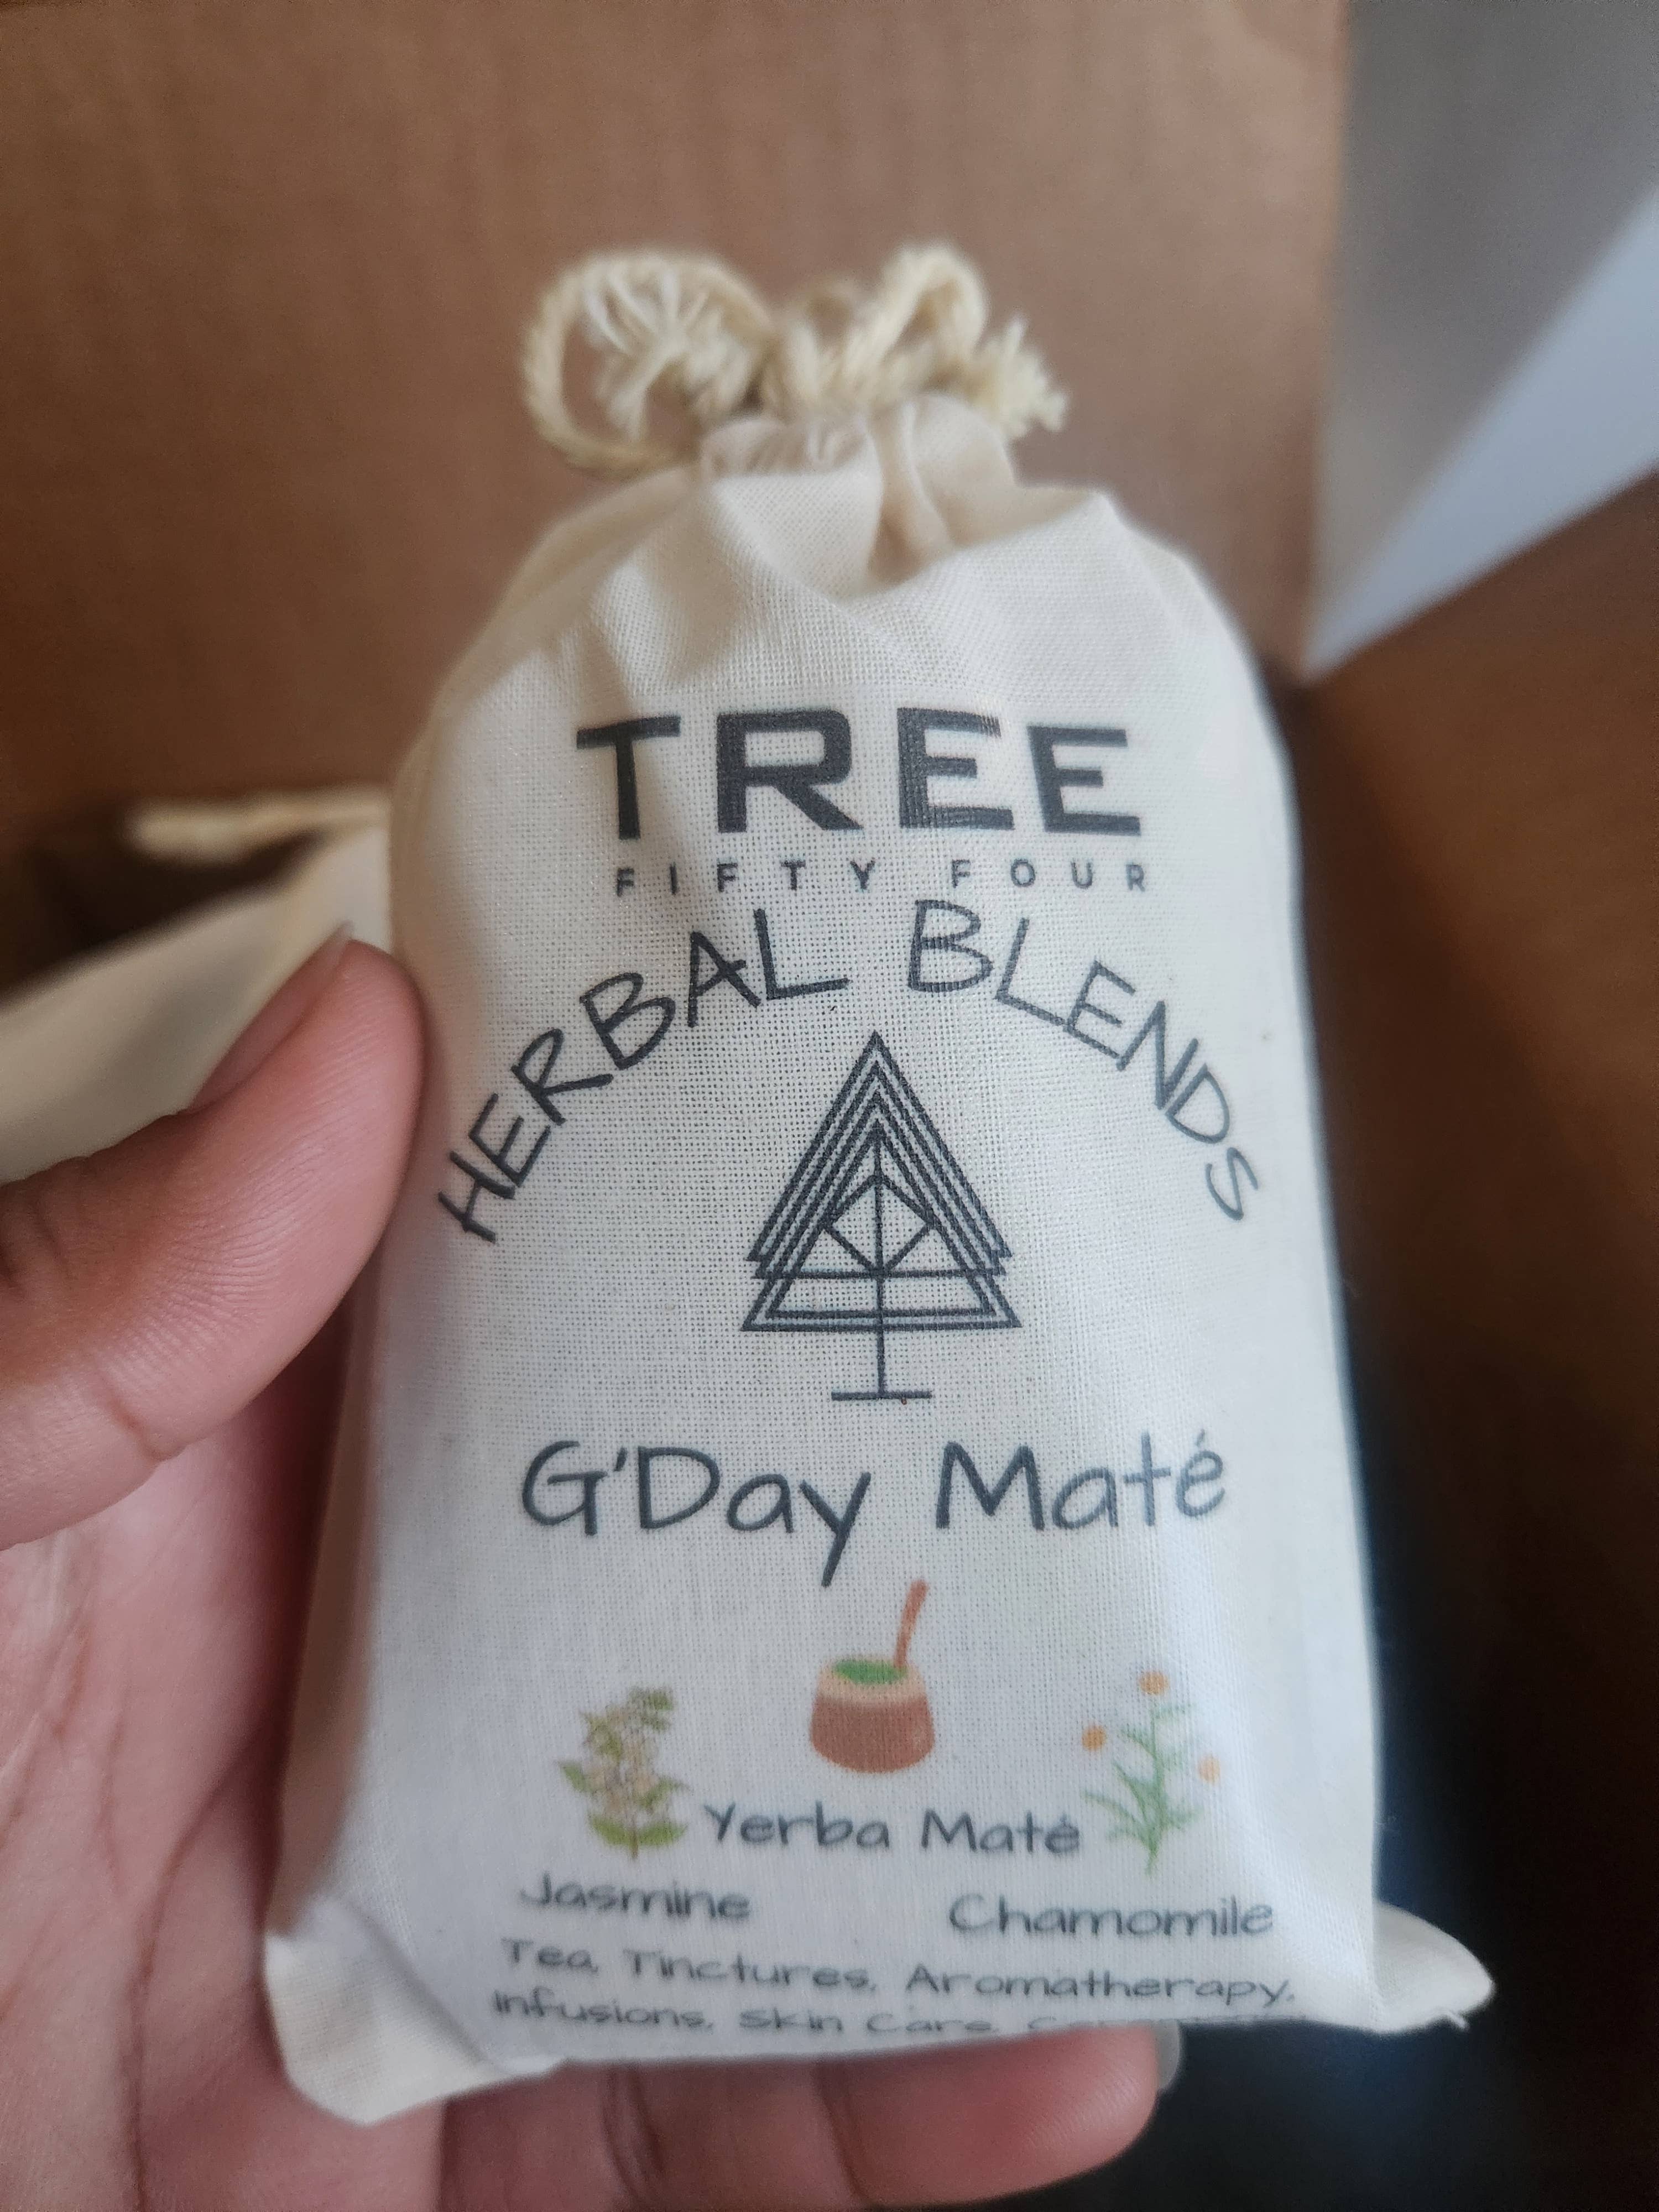 TREE
FIFTY FOUR
HERBAL BLENDS
G'Day Maté
Yerba Maté
Jasmine
Chamomile
Tea, Tinctures, Aromatherapy,
Infusions, Skin Care,